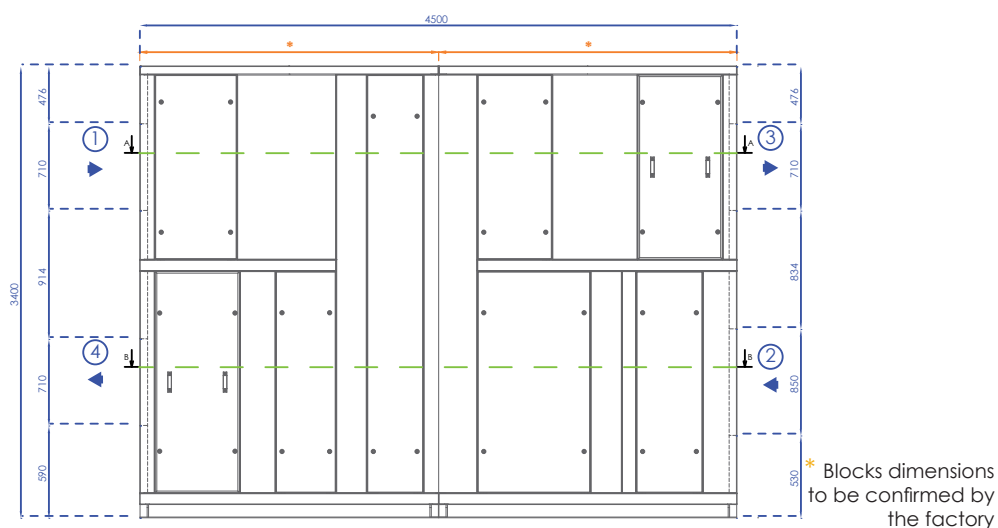 4500
* *
476
476
1
A
A
3
710
710
3400
914
834
4
B
B
2
710
850
590
530
* Blocks dimensions
to be confirmed by
the factory